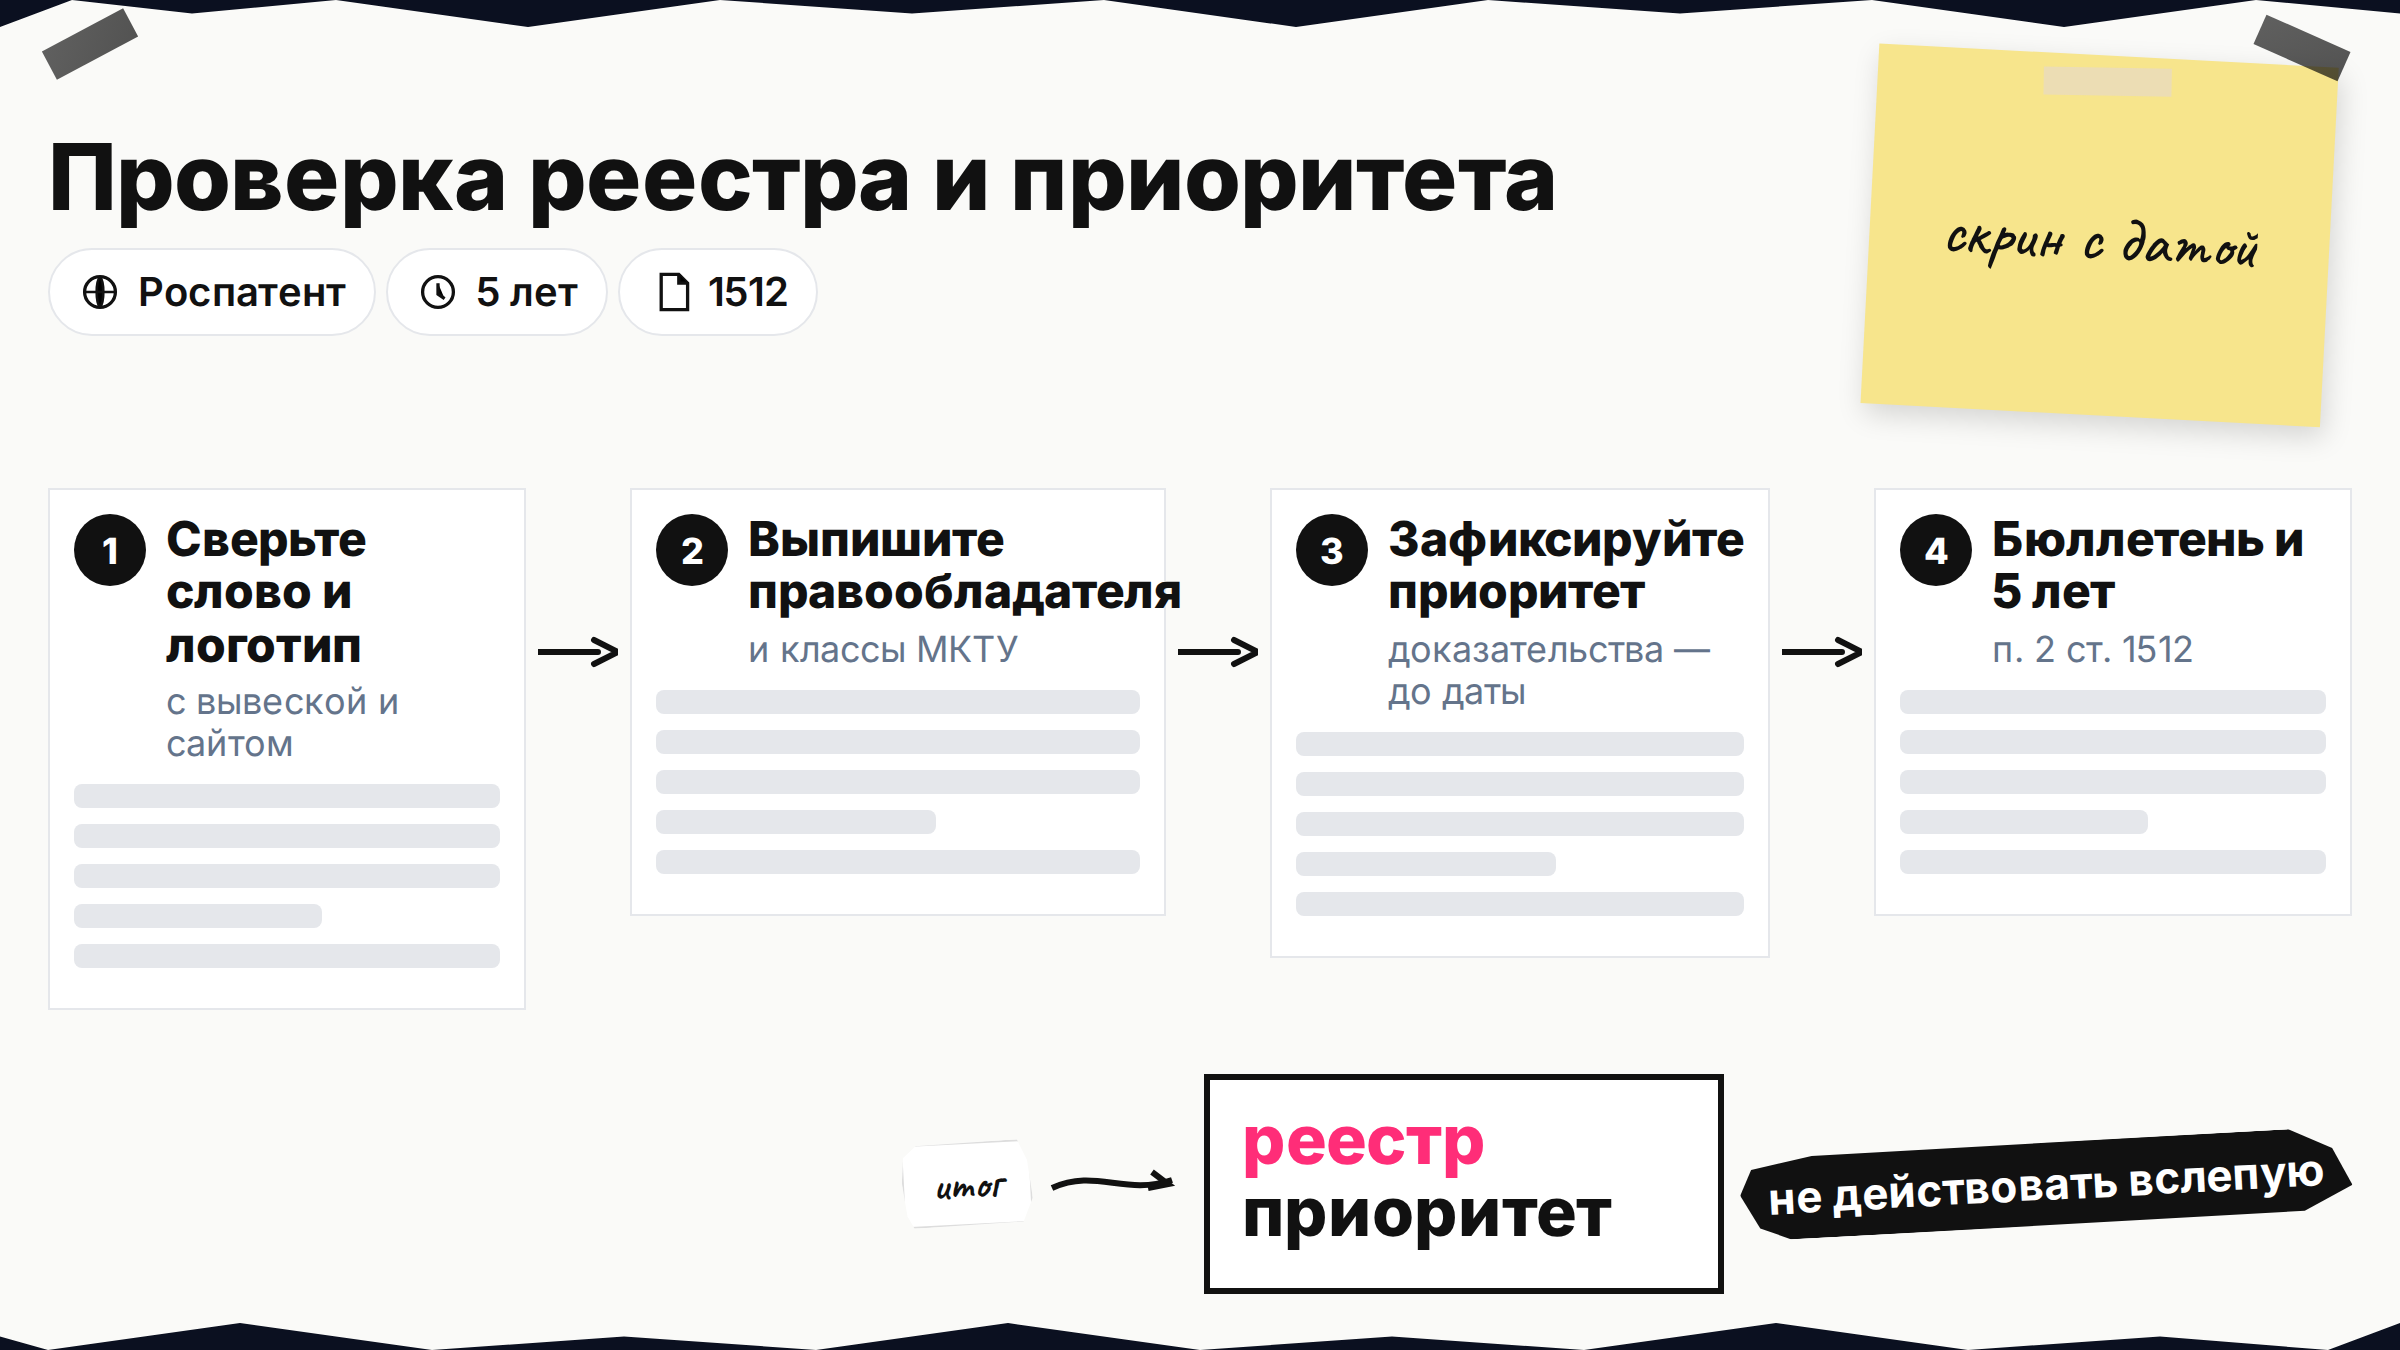 Проверка реестра и приоритета
Роспатент
5 лет
1512
скрин с датой
1
Сверьте
слово и
логотип
с вывеской и
сайтом
2
Выпишите
правообладателя
и классы МКТУ
3
Зафиксируйте
приоритет
доказательства —
до даты
4
Бюллетень и
5 лет
п. 2 ст. 1512
итог
реестр
приоритет
не действовать вслепую